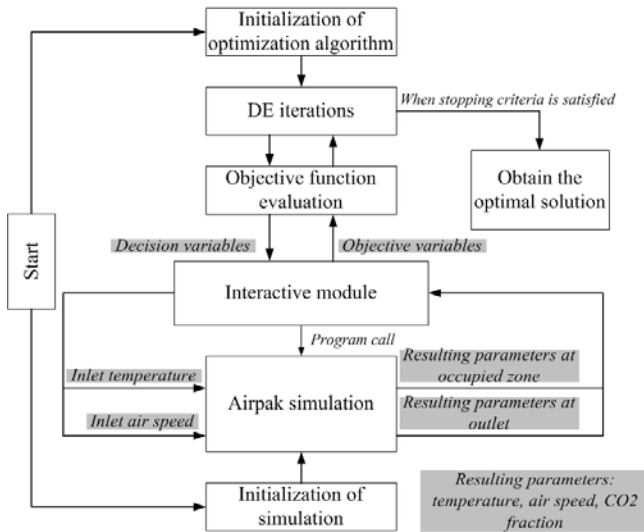 Initialization of
optimization algorithm
DE iterations
When stopping criteria is satisfied
Obtain the
optimal solution
Objective function
evaluation
Start
Decision variables
Objective variables
Interactive module
Program call
Inlet temperature
Inlet air speed
Airpak simulation
Resulting parameters at
occupied zone
Resulting parameters at
outlet
Initialization of
simulation
Resulting parameters:
temperature, air speed, CO2
fraction